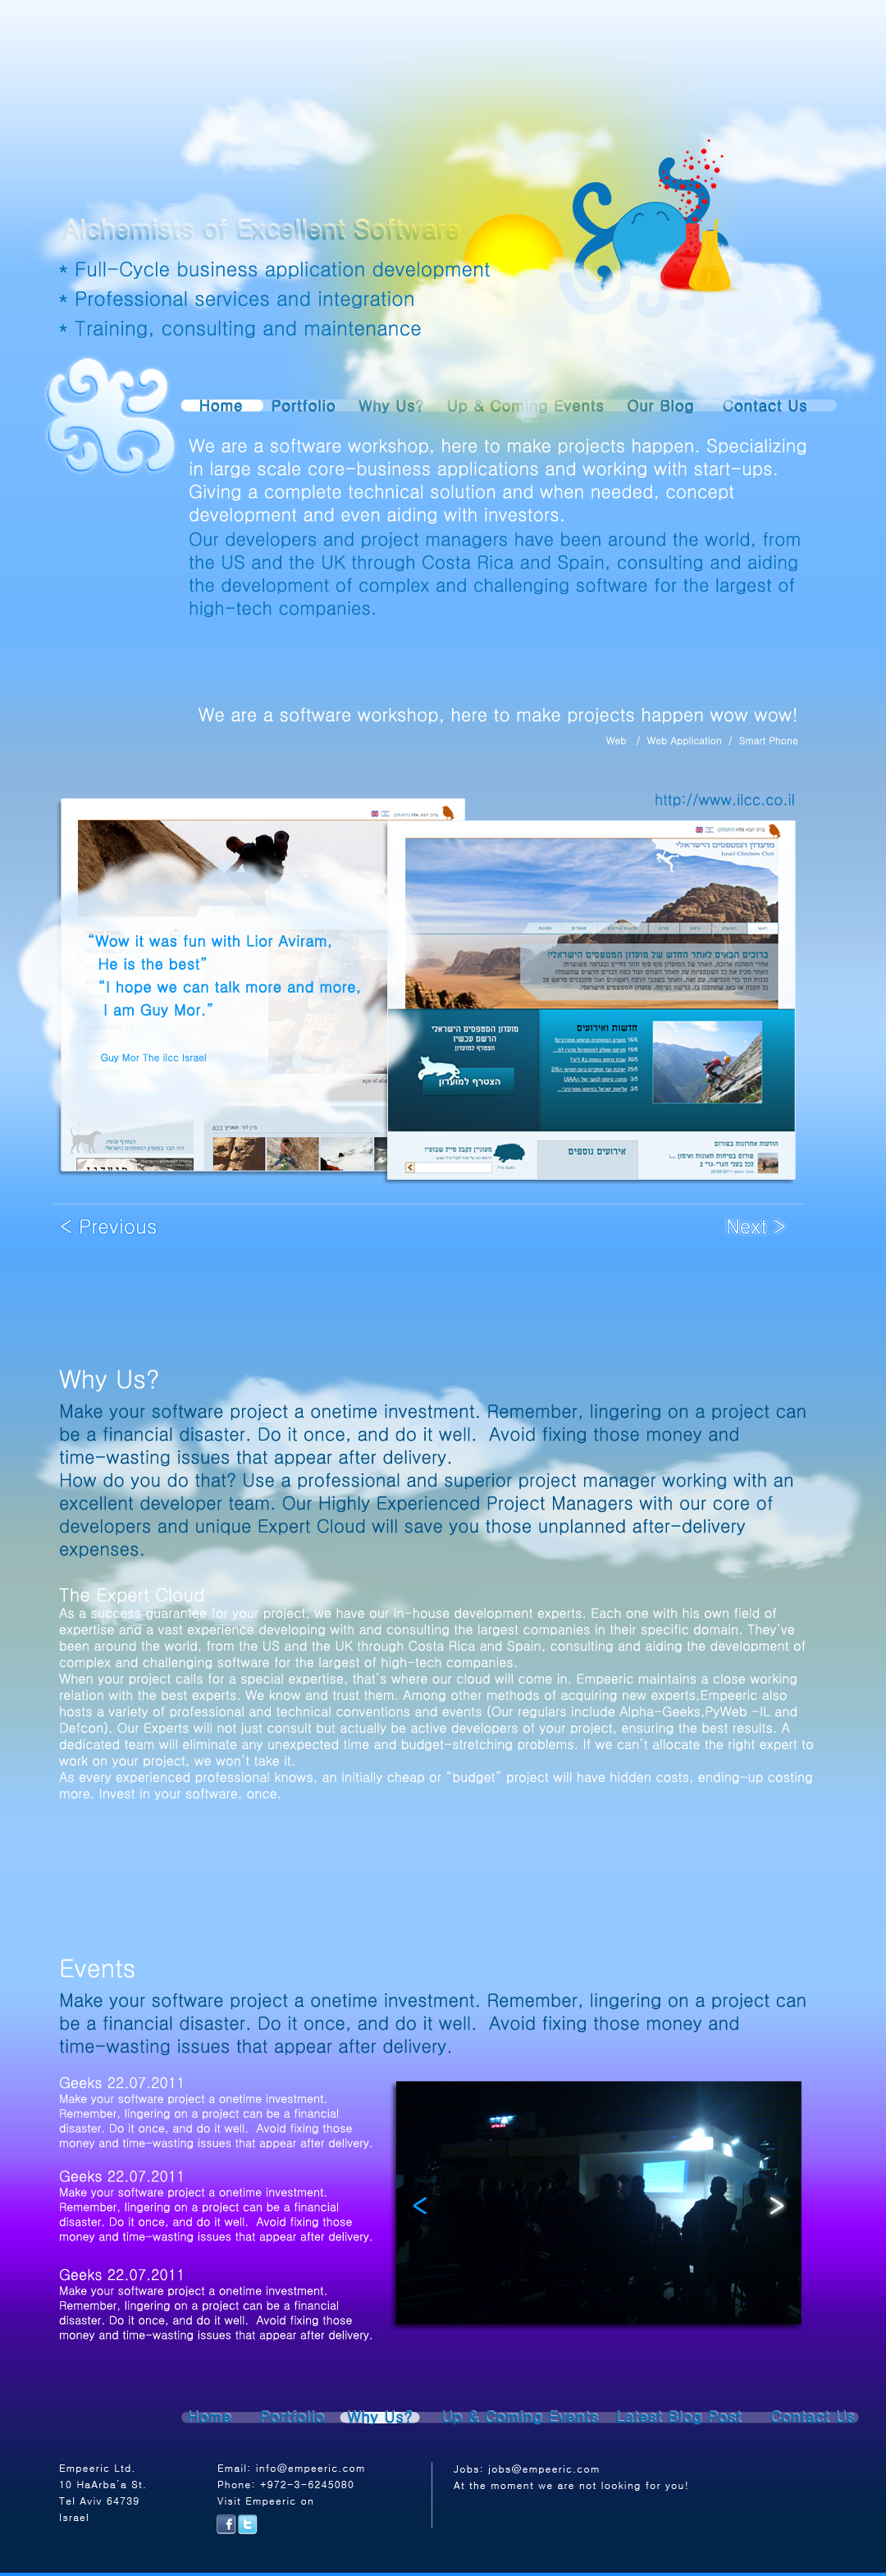 Alchemists of Excellent Software
* Full-Cycle business application development
* Professional services and integration
* Training, consulting and maintenance
Home Portfolio Why Us? Up & Coming Events Our Blog Contact Us
We are a software workshop, here to make projects happen. Specializing
in large scale core-business applications and working with start-ups.
Giving a complete technical solution and when needed, concept
development and even aiding with investors.
Our developers and project managers have been around the world, from
the US and the UK through Costa Rica and Spain, consulting and aiding
the development of complex and challenging software for the largest of
high-tech companies.
We are a software workshop, here to make projects happen wow wow!
Web / Web Application / Smart Phone
http://www.ilcc.co.il
מועדון המטפסים הישראלי
Israel Climbers Club
“Wow it was fun with Lior Aviram,
He is the best”
“I hope we can talk more and more,
I am Guy Mor.”
Guy Mor The ilcc Israel
ברוכים הבאים לאתר החדש של מועדון המטפסים הישראלי!
מועדון המטפסים הישראלי
הרשם עכשיו
הצטרף למועדון
הצטרף למועדון
חדשות ואירועים
אירועים נוספים
< Previous
Next >
Why Us?
Make your software project a onetime investment. Remember, lingering on a project can
be a financial disaster. Do it once, and do it well.  Avoid fixing those money and
time-wasting issues that appear after delivery.
How do you do that? Use a professional and superior project manager working with an
excellent developer team. Our Highly Experienced Project Managers with our core of
developers and unique Expert Cloud will save you those unplanned after-delivery
expenses.
The Expert Cloud
As a success guarantee for your project, we have our in-house development experts. Each one with his own field of
expertise and a vast experience developing with and consulting the largest companies in their specific domain. They've
been around the world, from the US and the UK through Costa Rica and Spain, consulting and aiding the development of
complex and challenging software for the largest of high-tech companies.
When your project calls for a special expertise, that's where our cloud will come in. Empeeric maintains a close working
relation with the best experts. We know and trust them. Among other methods of acquiring new experts,Empeeric also
hosts a variety of professional and technical conventions and events (Our regulars include Alpha-Geeks,PyWeb -IL and
Defcon). Our Experts will not just consult but actually be active developers of your project, ensuring the best results. A
dedicated team will eliminate any unexpected time and budget-stretching problems. If we can't allocate the right expert to
work on your project, we won't take it.
As every experienced professional knows, an initially cheap or “budget” project will have hidden costs, ending-up costing
more. Invest in your software, once.
Events
Make your software project a onetime investment. Remember, lingering on a project can
be a financial disaster. Do it once, and do it well.  Avoid fixing those money and
time-wasting issues that appear after delivery.
Geeks 22.07.2011
Make your software project a onetime investment.
Remember, lingering on a project can be a financial
disaster. Do it once, and do it well.  Avoid fixing those
money and time-wasting issues that appear after delivery.
Geeks 22.07.2011
Make your software project a onetime investment.
Remember, lingering on a project can be a financial
disaster. Do it once, and do it well.  Avoid fixing those
money and time-wasting issues that appear after delivery.
Geeks 22.07.2011
Make your software project a onetime investment.
Remember, lingering on a project can be a financial
disaster. Do it once, and do it well.  Avoid fixing those
money and time-wasting issues that appear after delivery.
Home Portfolio Why Us? Up & Coming Events Latest Blog Post Contact Us
Empeeric Ltd.
10 HaArba'a St.
Tel Aviv 64739
Israel
Email: info@empeeric.com
Phone: +972-3-6245080
Visit Empeeric on
Jobs: jobs@empeeric.com
At the moment we are not looking for you!